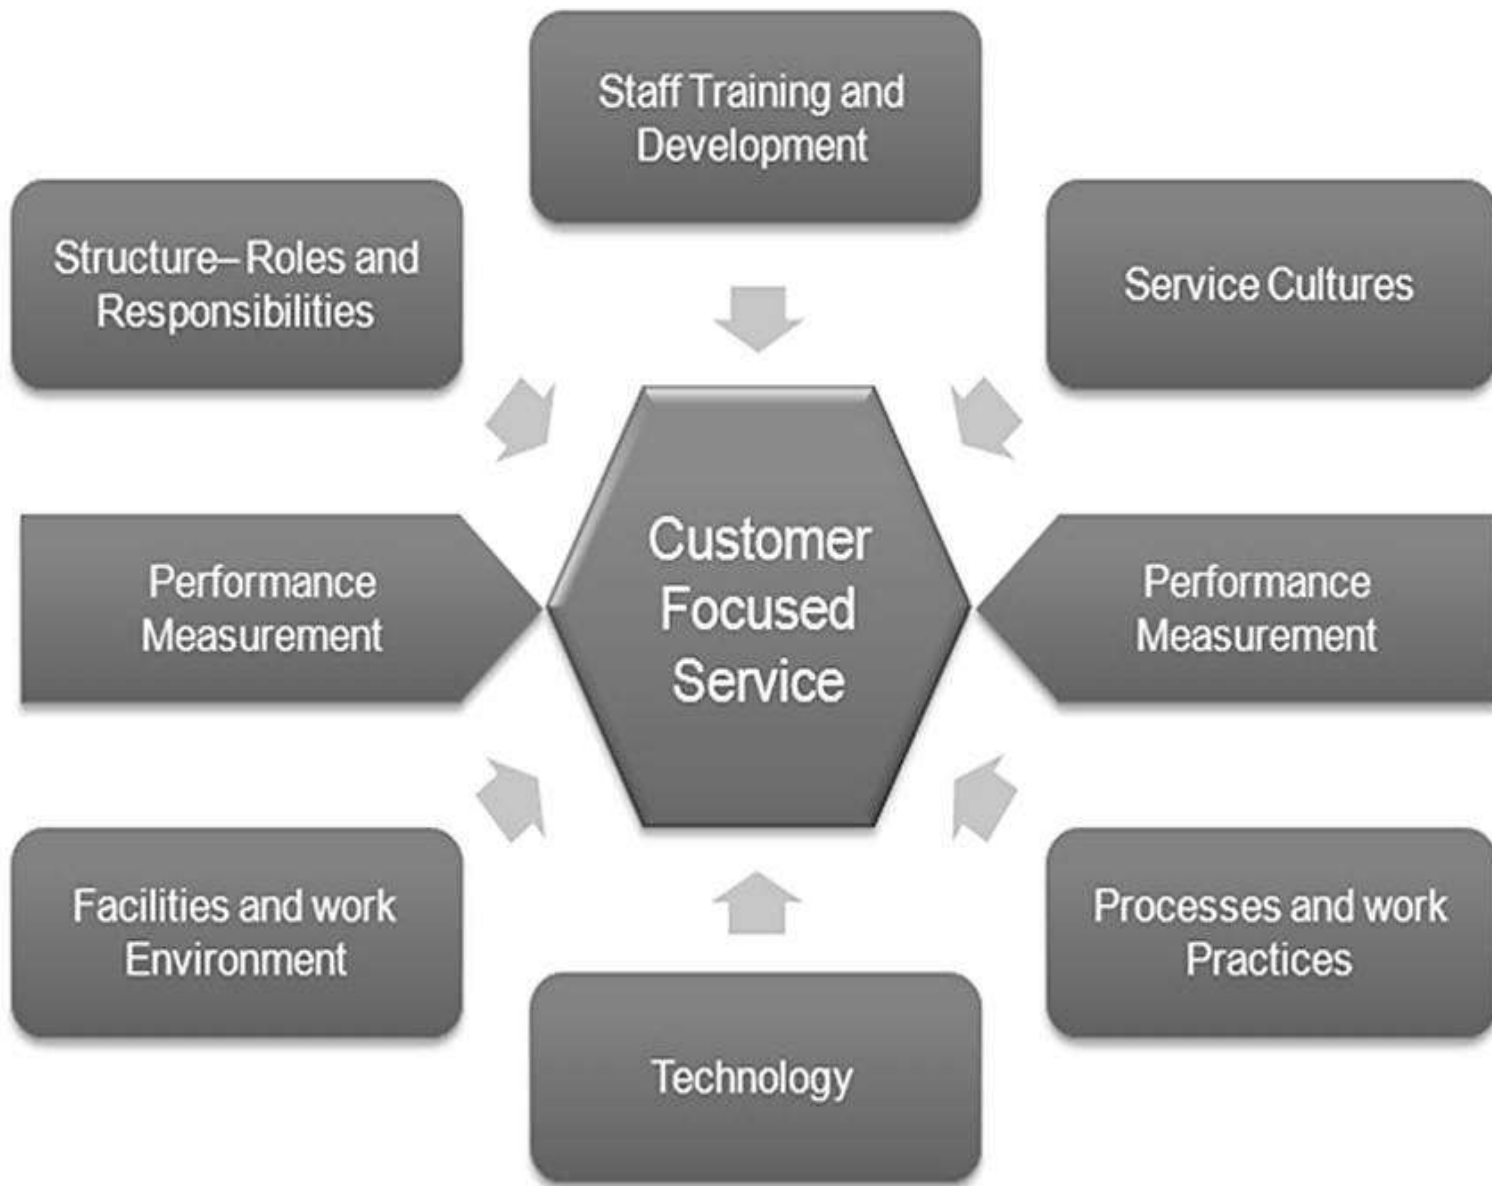 Staff Training and
Development
Structure– Roles and
Responsibilities
Service Cultures
Customer
Focused
Service
Performance
Measurement
Performance
Measurement
Facilities and work
Environment
Processes and work
Practices
Technology